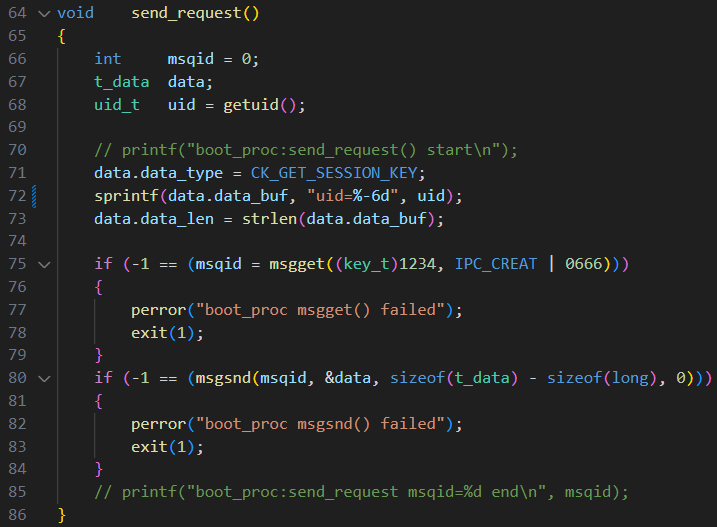 64 void    send_request()
65 {
66     int     msqid = 0;
67     t_data  data;
68     uid_t   uid = getuid();
69
70     // printf("boot_proc:send_request() start\n");
71     data.data_type = CK_GET_SESSION_KEY;
72     sprintf(data.data_buf, "uid=%-6d", uid);
73     data.data_len = strlen(data.data_buf);
74
75     if (-1 == (msqid = msgget((key_t)1234, IPC_CREAT | 0666)))
76     {
77         perror("boot_proc msgget() failed");
78         exit(1);
79     }
80     if (-1 == (msgsnd(msqid, &data, sizeof(t_data) - sizeof(long), 0)))
81     {
82         perror("boot_proc msgsnd() failed");
83         exit(1);
84     }
85     // printf("boot_proc:send_request msqid=%d end\n", msqid);
86 }